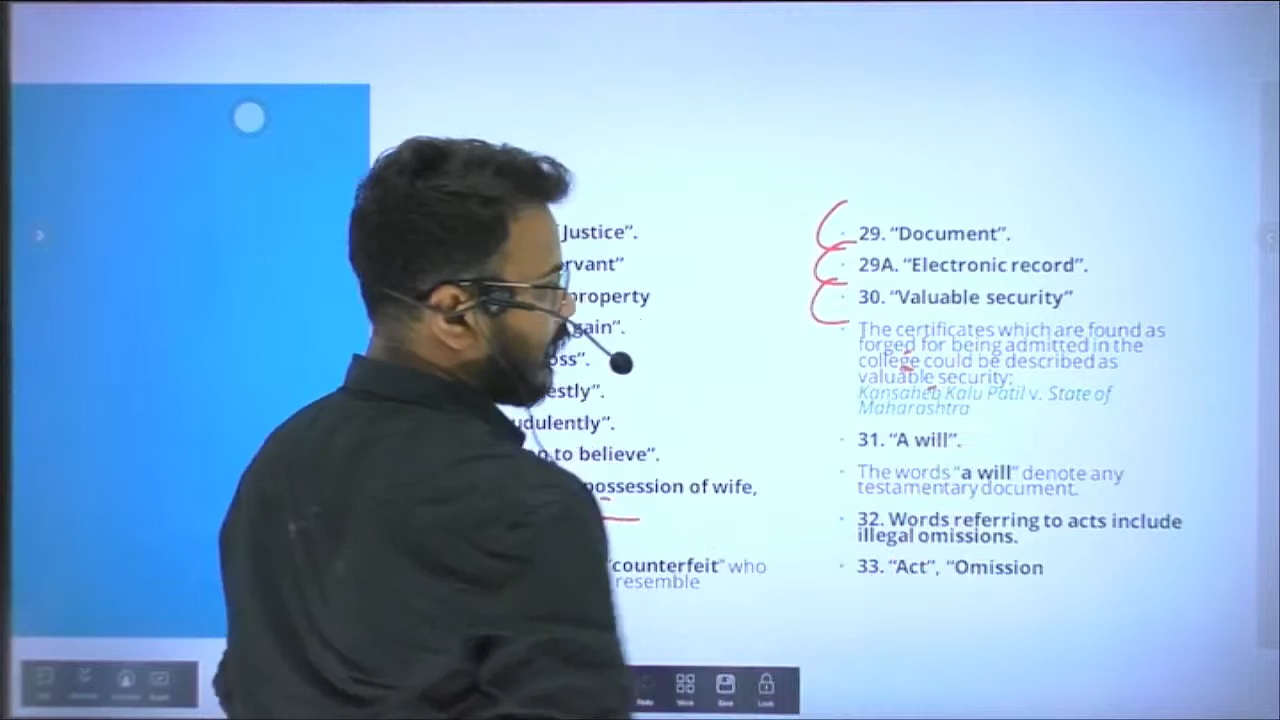 Justice”.
rvant”
property
gain”.
oss”.
estly”.
udulently”.
to believe”.
possession of wife,
“counterfeit” who
resemble
29. “Document”.
29A. “Electronic record”.
30. “Valuable security”
The certificates which are found as
forged for being admitted in the
college could be described as
valuable security;
Kansaheb Kalu Patil v. State of
Maharashtra
31. “A will”.
The words “a will” denote any
testamentary document.
32. Words referring to acts include
illegal omissions.
33. “Act”, “Omission
More
Save
Lock